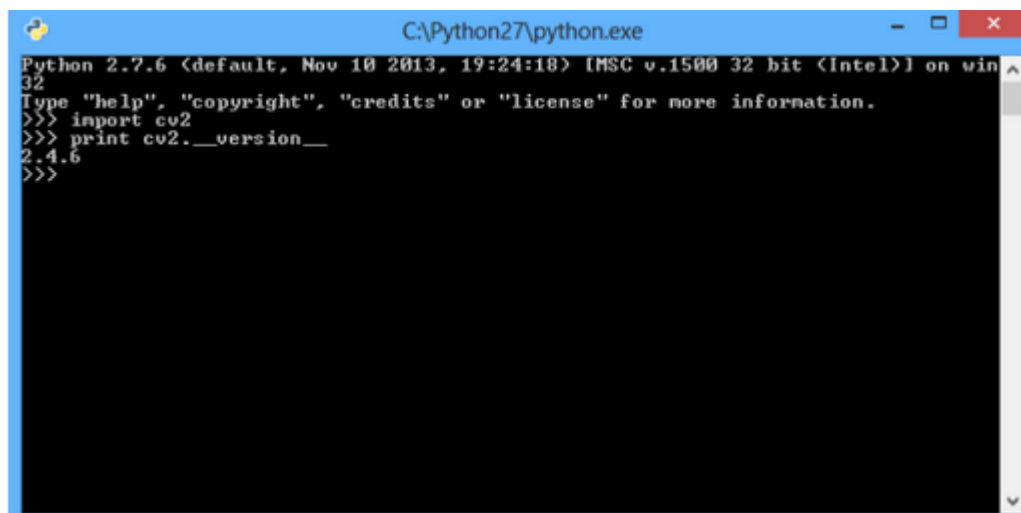 C:\Python27\python.exe
Python 2.7.6 (default, Nov 10 2013, 19:24:18) [MSC v.1500 32 bit (Intel)] on win
32
Type "help", "copyright", "credits" or "license" for more information.
>>> import cv2
>>> print cv2.__version__
2.4.6
>>>